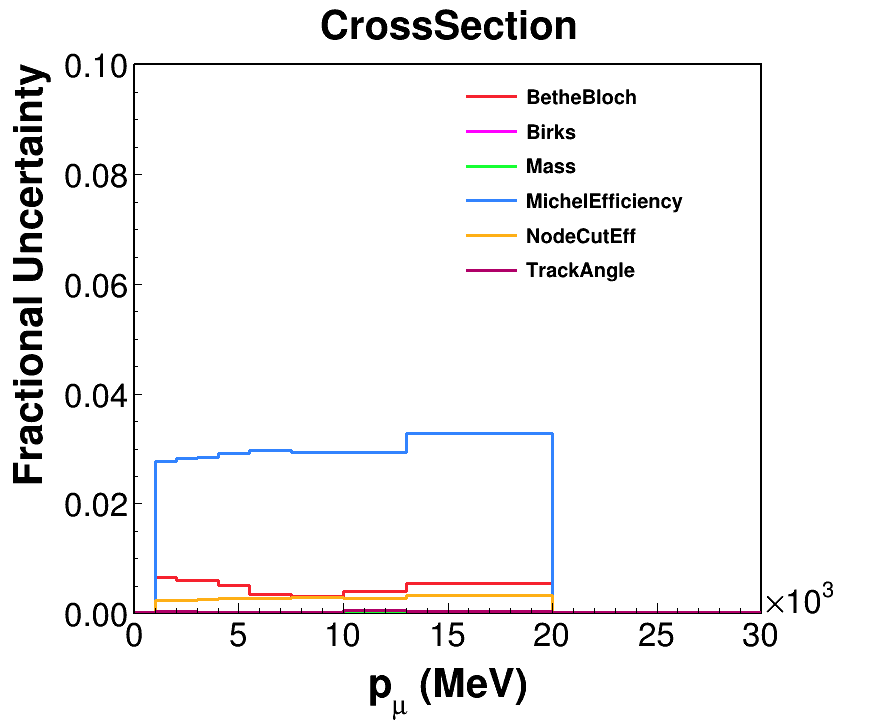 CrossSection
Fractional Uncertainty
0.10
0.08
0.06
0.04
0.02
0.00
BetheBloch
Birks
Mass
MichelEfficiency
NodeCutEff
TrackAngle
0 5 10 15 20 25 30
×10³
pμ (MeV)